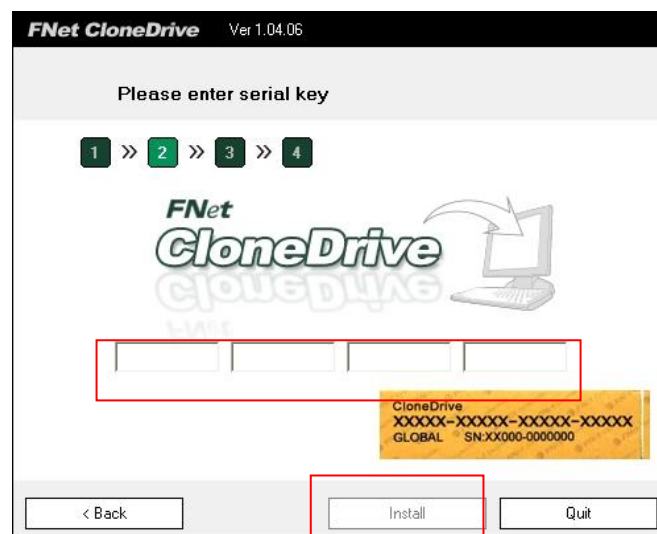 FNet CloneDrive Ver 1.04.06
Please enter serial key
1 » 2 » 3 » 4
FNet
CloneDrive
CloneDrive
XXXXX-XXXXX-XXXXX-XXXXX
GLOBAL SN:XX000-0000000
< Back Install Quit